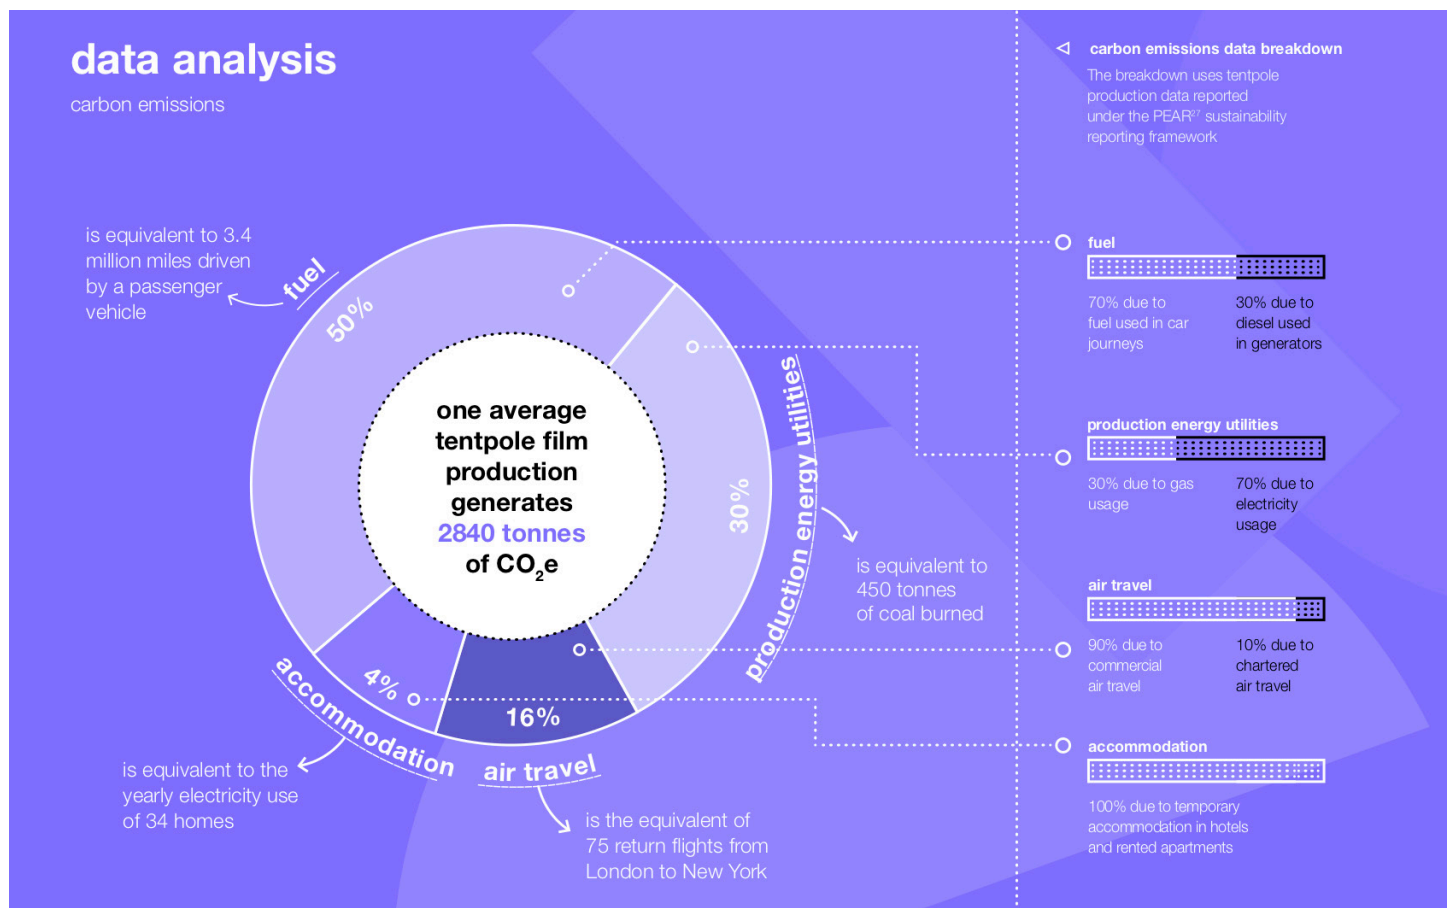 data analysis
carbon emissions
is equivalent to 3.4
million miles driven
by a passenger
vehicle
fuel
50%
one average
tentpole film
production
generates
2840 tonnes
of CO₂e
30%
production energy utilities
is equivalent to
450 tonnes
of coal burned
4%
accommodation
is equivalent to the
yearly electricity use
of 34 homes
16%
air travel
is the equivalent of
75 return flights from
London to New York
carbon emissions data breakdown
The breakdown uses tentpole
production data reported
under the PEAR²⁷ sustainability
reporting framework
fuel
70% due to
fuel used in car
journeys
30% due to
diesel used
in generators
production energy utilities
30% due to gas
usage
70% due to
electricity
usage
air travel
90% due to
commercial
air travel
10% due to
chartered
air travel
accommodation
100% due to temporary
accommodation in hotels
and rented apartments